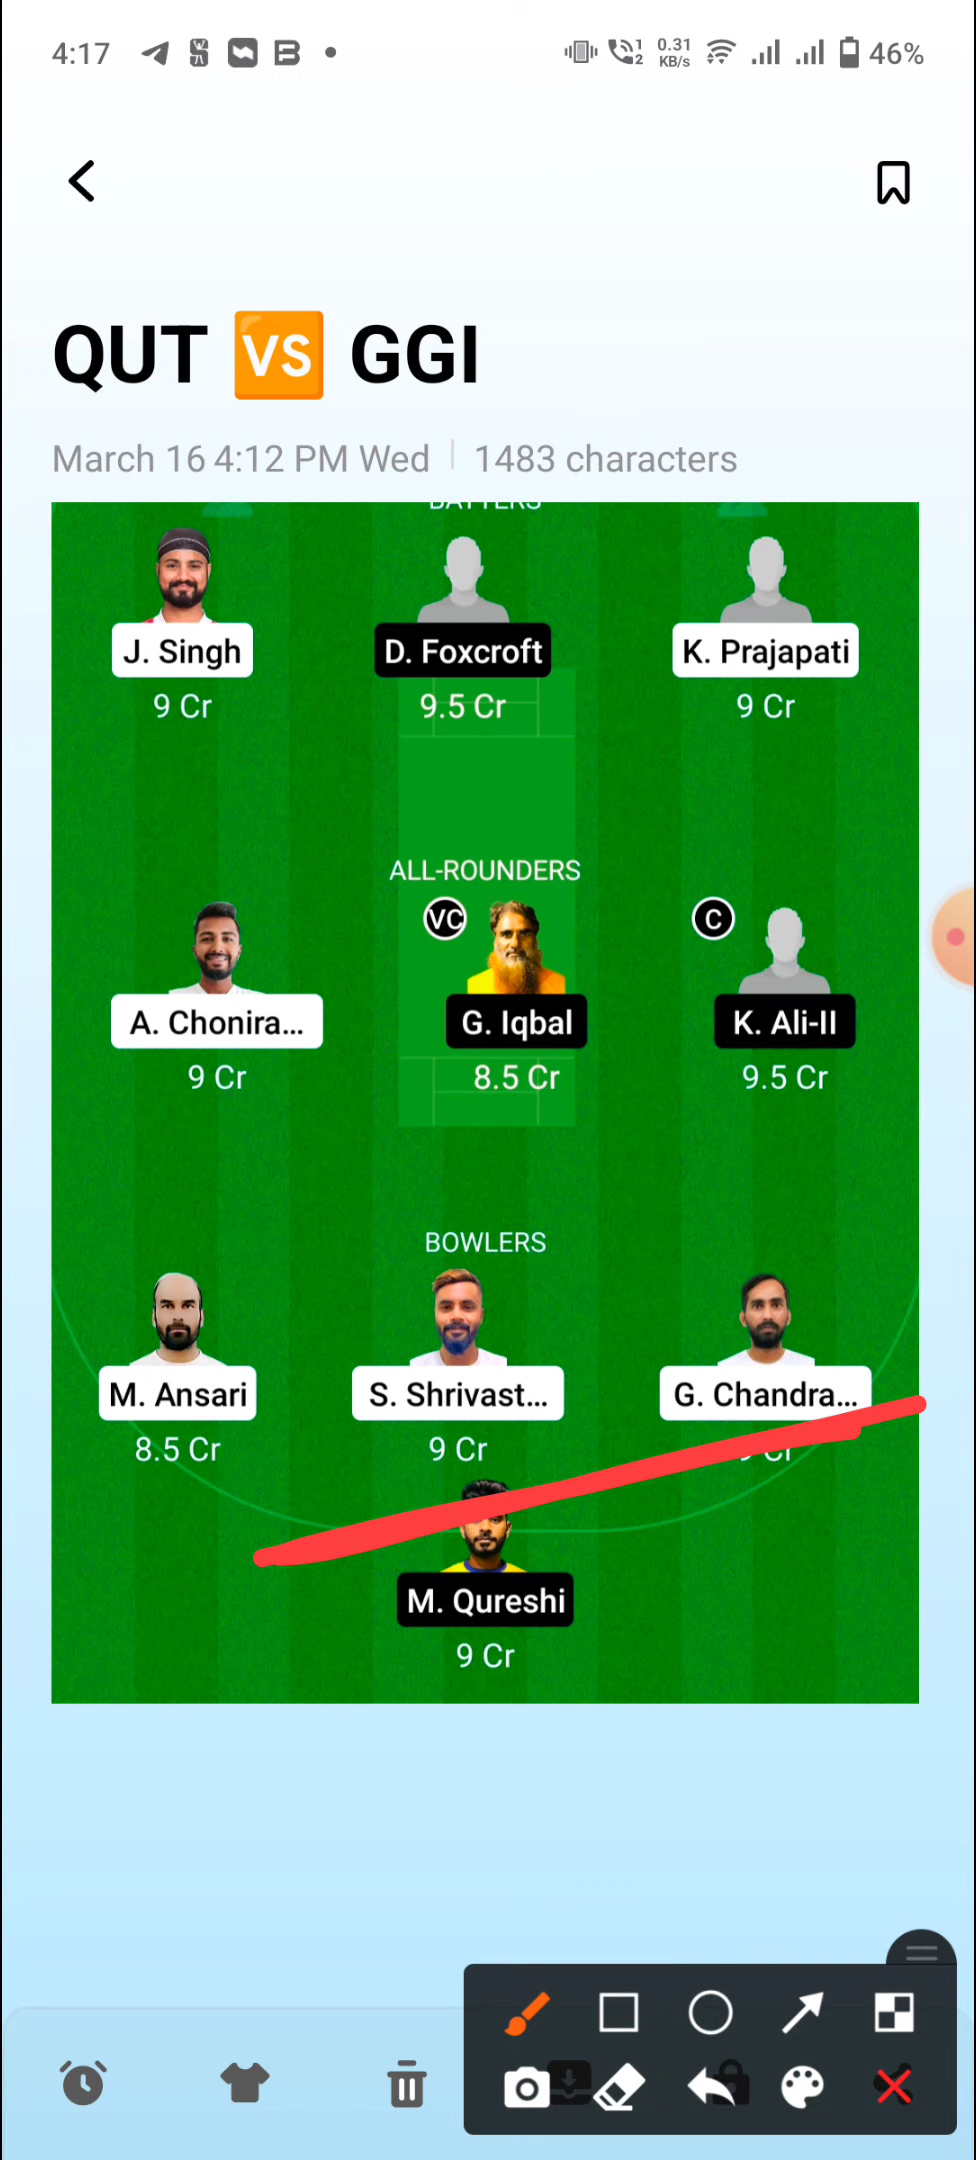 4:17
0.31 KB/s
46%
QUT VS GGI
March 16 4:12 PM Wed | 1483 characters
BATTERS
J. Singh D. Foxcroft K. Prajapati
9 Cr 9.5 Cr 9 Cr
ALL-ROUNDERS
VC C
A. Chonira... G. Iqbal K. Ali-II
9 Cr 8.5 Cr 9.5 Cr
BOWLERS
M. Ansari S. Shrivast... G. Chandra...
8.5 Cr 9 Cr
M. Qureshi
9 Cr